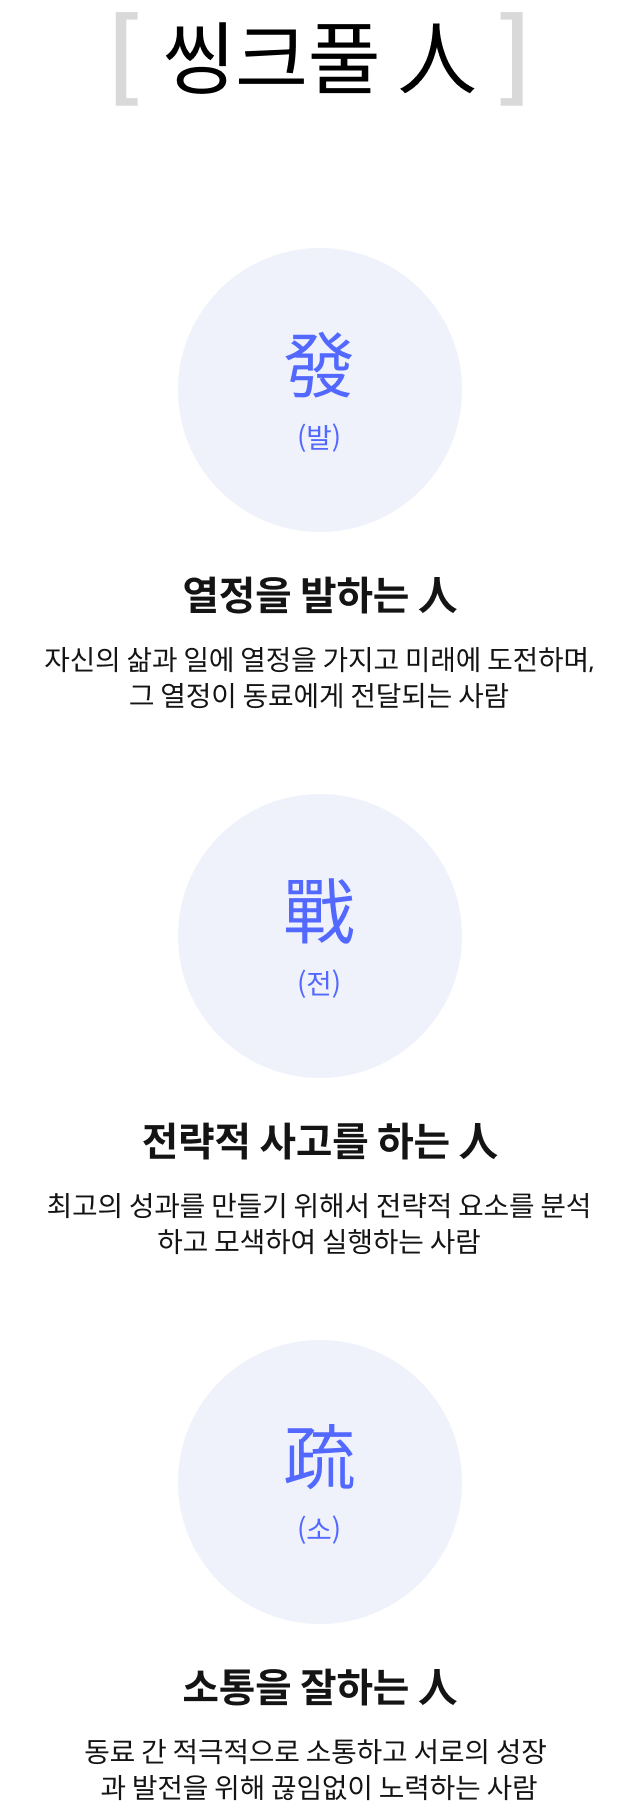 [ 씽크풀 人 ]
發
(발)
열정을 발하는 人
자신의 삶과 일에 열정을 가지고 미래에 도전하며,
그 열정이 동료에게 전달되는 사람
戰
(전)
전략적 사고를 하는 人
최고의 성과를 만들기 위해서 전략적 요소를 분석
하고 모색하여 실행하는 사람
疏
(소)
소통을 잘하는 人
동료 간 적극적으로 소통하고 서로의 성장
과 발전을 위해 끊임없이 노력하는 사람